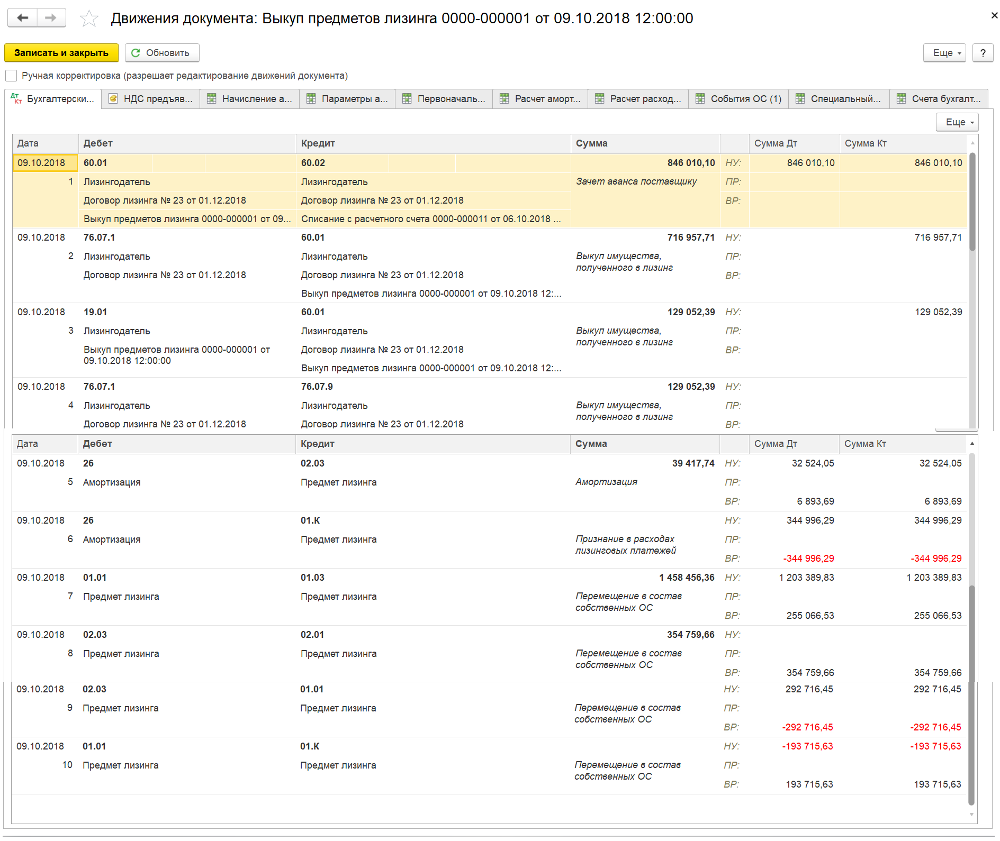 Движения документа: Выкуп предметов лизинга 0000-000001 от 09.10.2018 12:00:00
Записать и закрыть Обновить Еще ?
Ручная корректировка (разрешает редактирование движений документа)
Дт Кт Бухгалтерски... НДС предъяв... Начисление а... Параметры а... Первоначаль... Расчет аморт... Расчет расход... События ОС (1) Специальный... Счета бухгалт...
Еще
Дата Дебет Кредит Сумма Сумма Дт Сумма Кт
09.10.2018 60.01 60.02 846 010,10 НУ: 846 010,10 846 010,10
1 Лизингодатель Лизингодатель Зачет аванса поставщику ПР:
Договор лизинга № 23 от 01.12.2018 Договор лизинга № 23 от 01.12.2018 ВР:
Выкуп предметов лизинга 0000-000001 от 09... Списание с расчетного счета 0000-000011 от 06.10.2018 ...
09.10.2018 76.07.1 60.01 716 957,71 НУ: 716 957,71
2 Лизингодатель Лизингодатель Выкуп имущества, ПР:
полученного в лизинг
Договор лизинга № 23 от 01.12.2018 Договор лизинга № 23 от 01.12.2018 ВР:
Выкуп предметов лизинга 0000-000001 от 09.10.2018 12:...
09.10.2018 19.01 60.01 129 052,39 НУ: 129 052,39
3 Лизингодатель Лизингодатель Выкуп имущества, ПР:
полученного в лизинг
Выкуп предметов лизинга 0000-000001 от Договор лизинга № 23 от 01.12.2018 ВР:
09.10.2018 12:00:00
Выкуп предметов лизинга 0000-000001 от 09.10.2018 12:...
09.10.2018 76.07.1 76.07.9 129 052,39 НУ:
4 Лизингодатель Лизингодатель Выкуп имущества, ПР:
полученного в лизинг
Договор лизинга № 23 от 01.12.2018 Договор лизинга № 23 от 01.12.2018 ВР:
Дата Дебет Кредит Сумма Сумма Дт Сумма Кт
09.10.2018 26 02.03 39 417,74 НУ: 32 524,05 32 524,05
5 Амортизация Предмет лизинга Амортизация ПР:
ВР: 6 893,69 6 893,69
09.10.2018 26 01.К НУ: 344 996,29 344 996,29
6 Амортизация Предмет лизинга Признание в расходах ПР:
лизинговых платежей
ВР: -344 996,29 -344 996,29
09.10.2018 01.01 01.03 1 458 456,36 НУ: 1 203 389,83 1 203 389,83
7 Предмет лизинга Предмет лизинга Перемещение в состав ПР:
собственных ОС
ВР: 255 066,53 255 066,53
09.10.2018 02.03 02.01 354 759,66 НУ:
8 Предмет лизинга Предмет лизинга Перемещение в состав ПР:
собственных ОС
ВР: 354 759,66 354 759,66
09.10.2018 02.03 01.01 НУ: 292 716,45 292 716,45
9 Предмет лизинга Предмет лизинга Перемещение в состав ПР:
собственных ОС
ВР: -292 716,45 -292 716,45
09.10.2018 01.01 01.К НУ: -193 715,63 -193 715,63
10 Предмет лизинга Предмет лизинга Перемещение в состав ПР:
собственных ОС
ВР: 193 715,63 193 715,63